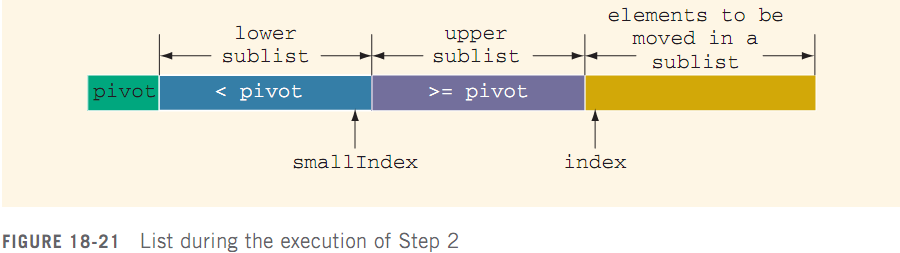 lower
sublist
upper
sublist
elements to be
moved in a
sublist
pivot
< pivot
>= pivot
smallIndex
index
FIGURE 18-21 List during the execution of Step 2